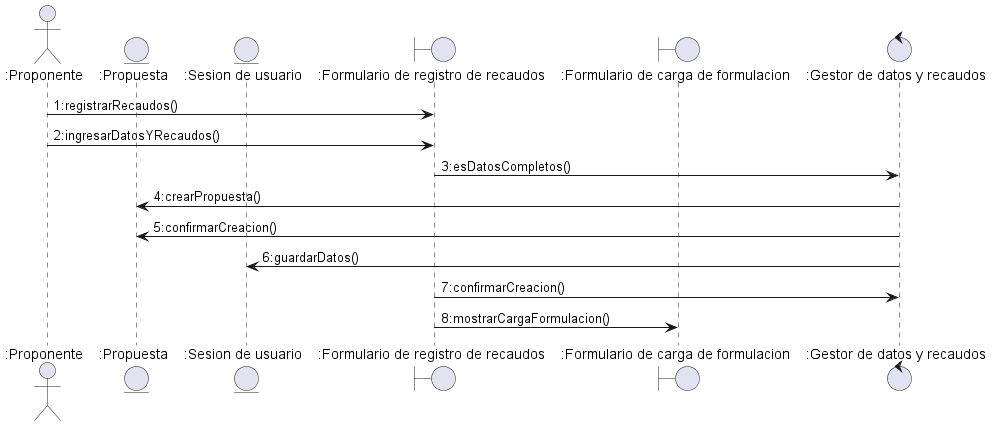 :Proponente :Propuesta :Sesion de usuario :Formulario de registro de recaudos :Formulario de carga de formulacion :Gestor de datos y recaudos
1:registrarRecaudos()
2:ingresarDatosYRecaudos()
3:esDatosCompletos()
4:crearPropuesta()
5:confirmarCreacion()
6:guardarDatos()
7:confirmarCreacion()
8:mostrarCargaFormulacion()
:Proponente :Propuesta :Sesion de usuario :Formulario de registro de recaudos :Formulario de carga de formulacion :Gestor de datos y recaudos